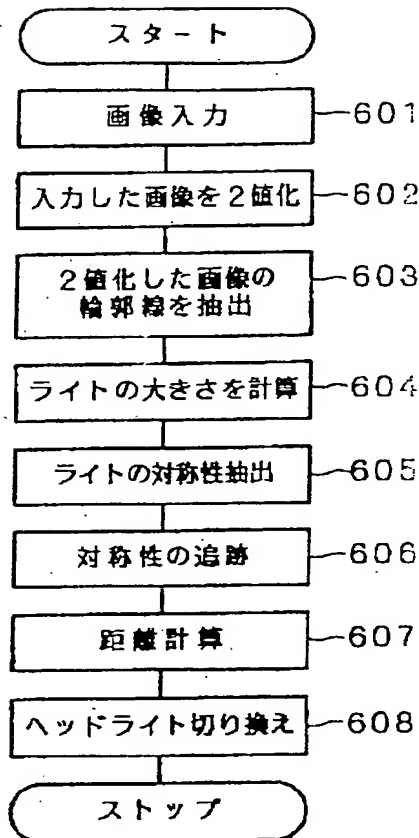 スタート
画像入力 601
入力した画像を2値化 602
2値化した画像の 603
輪郭線を抽出
ライトの大きさを計算 604
ライトの対称性抽出 605
対称性の追跡 606
距離計算 607
ヘッドライト切り換え 608
ストップ